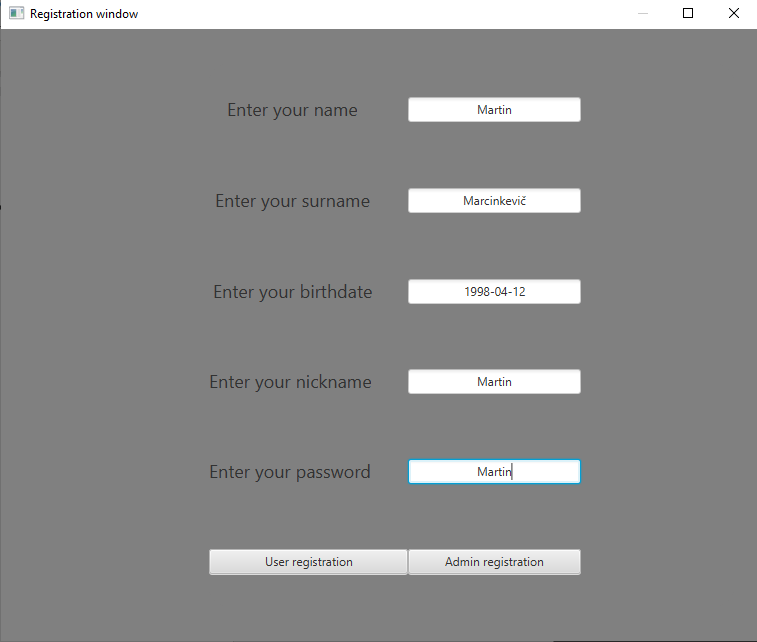 Registration window
Enter your name Martin
Enter your surname Marcinkevič
Enter your birthdate 1998-04-12
Enter your nickname Martin
Enter your password Martin
User registration Admin registration